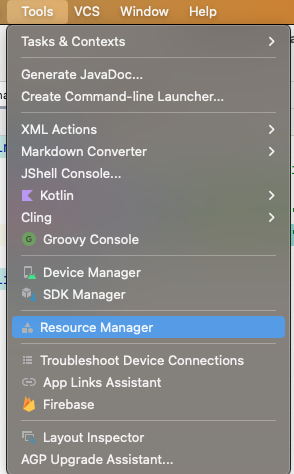 Tools VCS Window Help
Tasks & Contexts
Generate JavaDoc...
Create Command-line Launcher...
XML Actions
Markdown Converter
JShell Console...
Kotlin
Cling
G Groovy Console
Device Manager
SDK Manager
Resource Manager
Troubleshoot Device Connections
App Links Assistant
Firebase
Layout Inspector
AGP Upgrade Assistant...